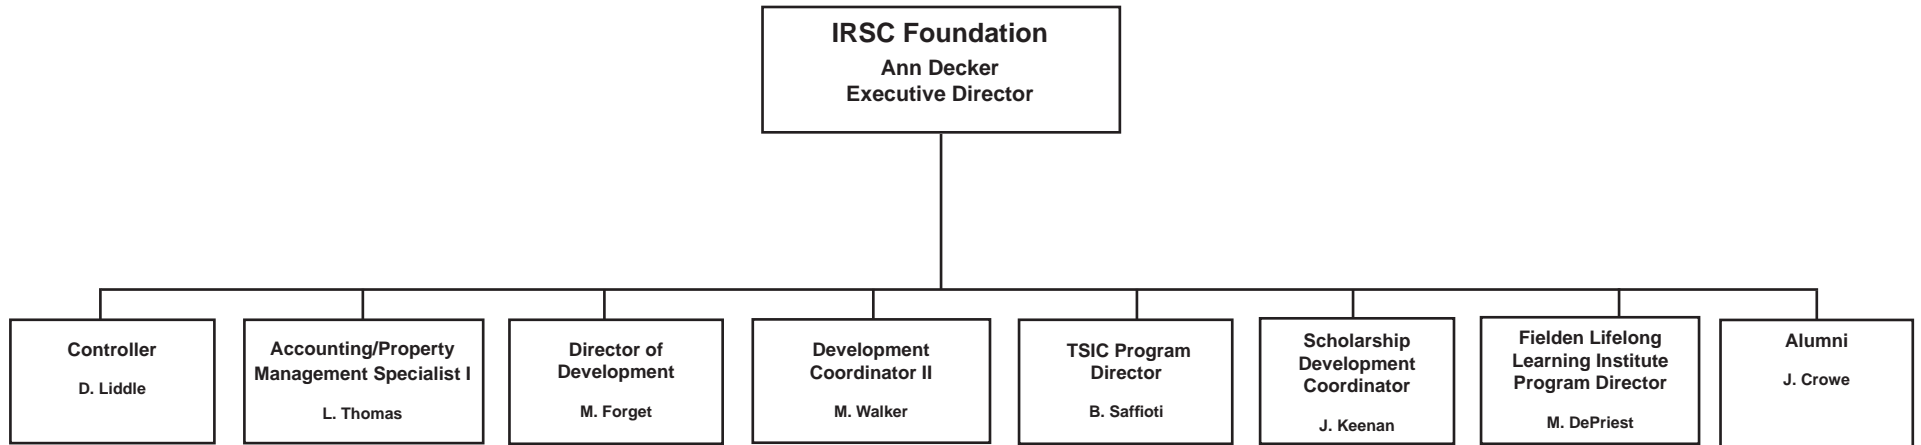 IRSC Foundation
Ann Decker
Executive Director
Controller
D. Liddle
Accounting/Property
Management Specialist I
L. Thomas
Director of
Development
M. Forget
Development
Coordinator II
M. Walker
TSIC Program
Director
B. Saffioti
Scholarship
Development
Coordinator
J. Keenan
Fielden Lifelong
Learning Institute
Program Director
M. DePriest
Alumni
J. Crowe